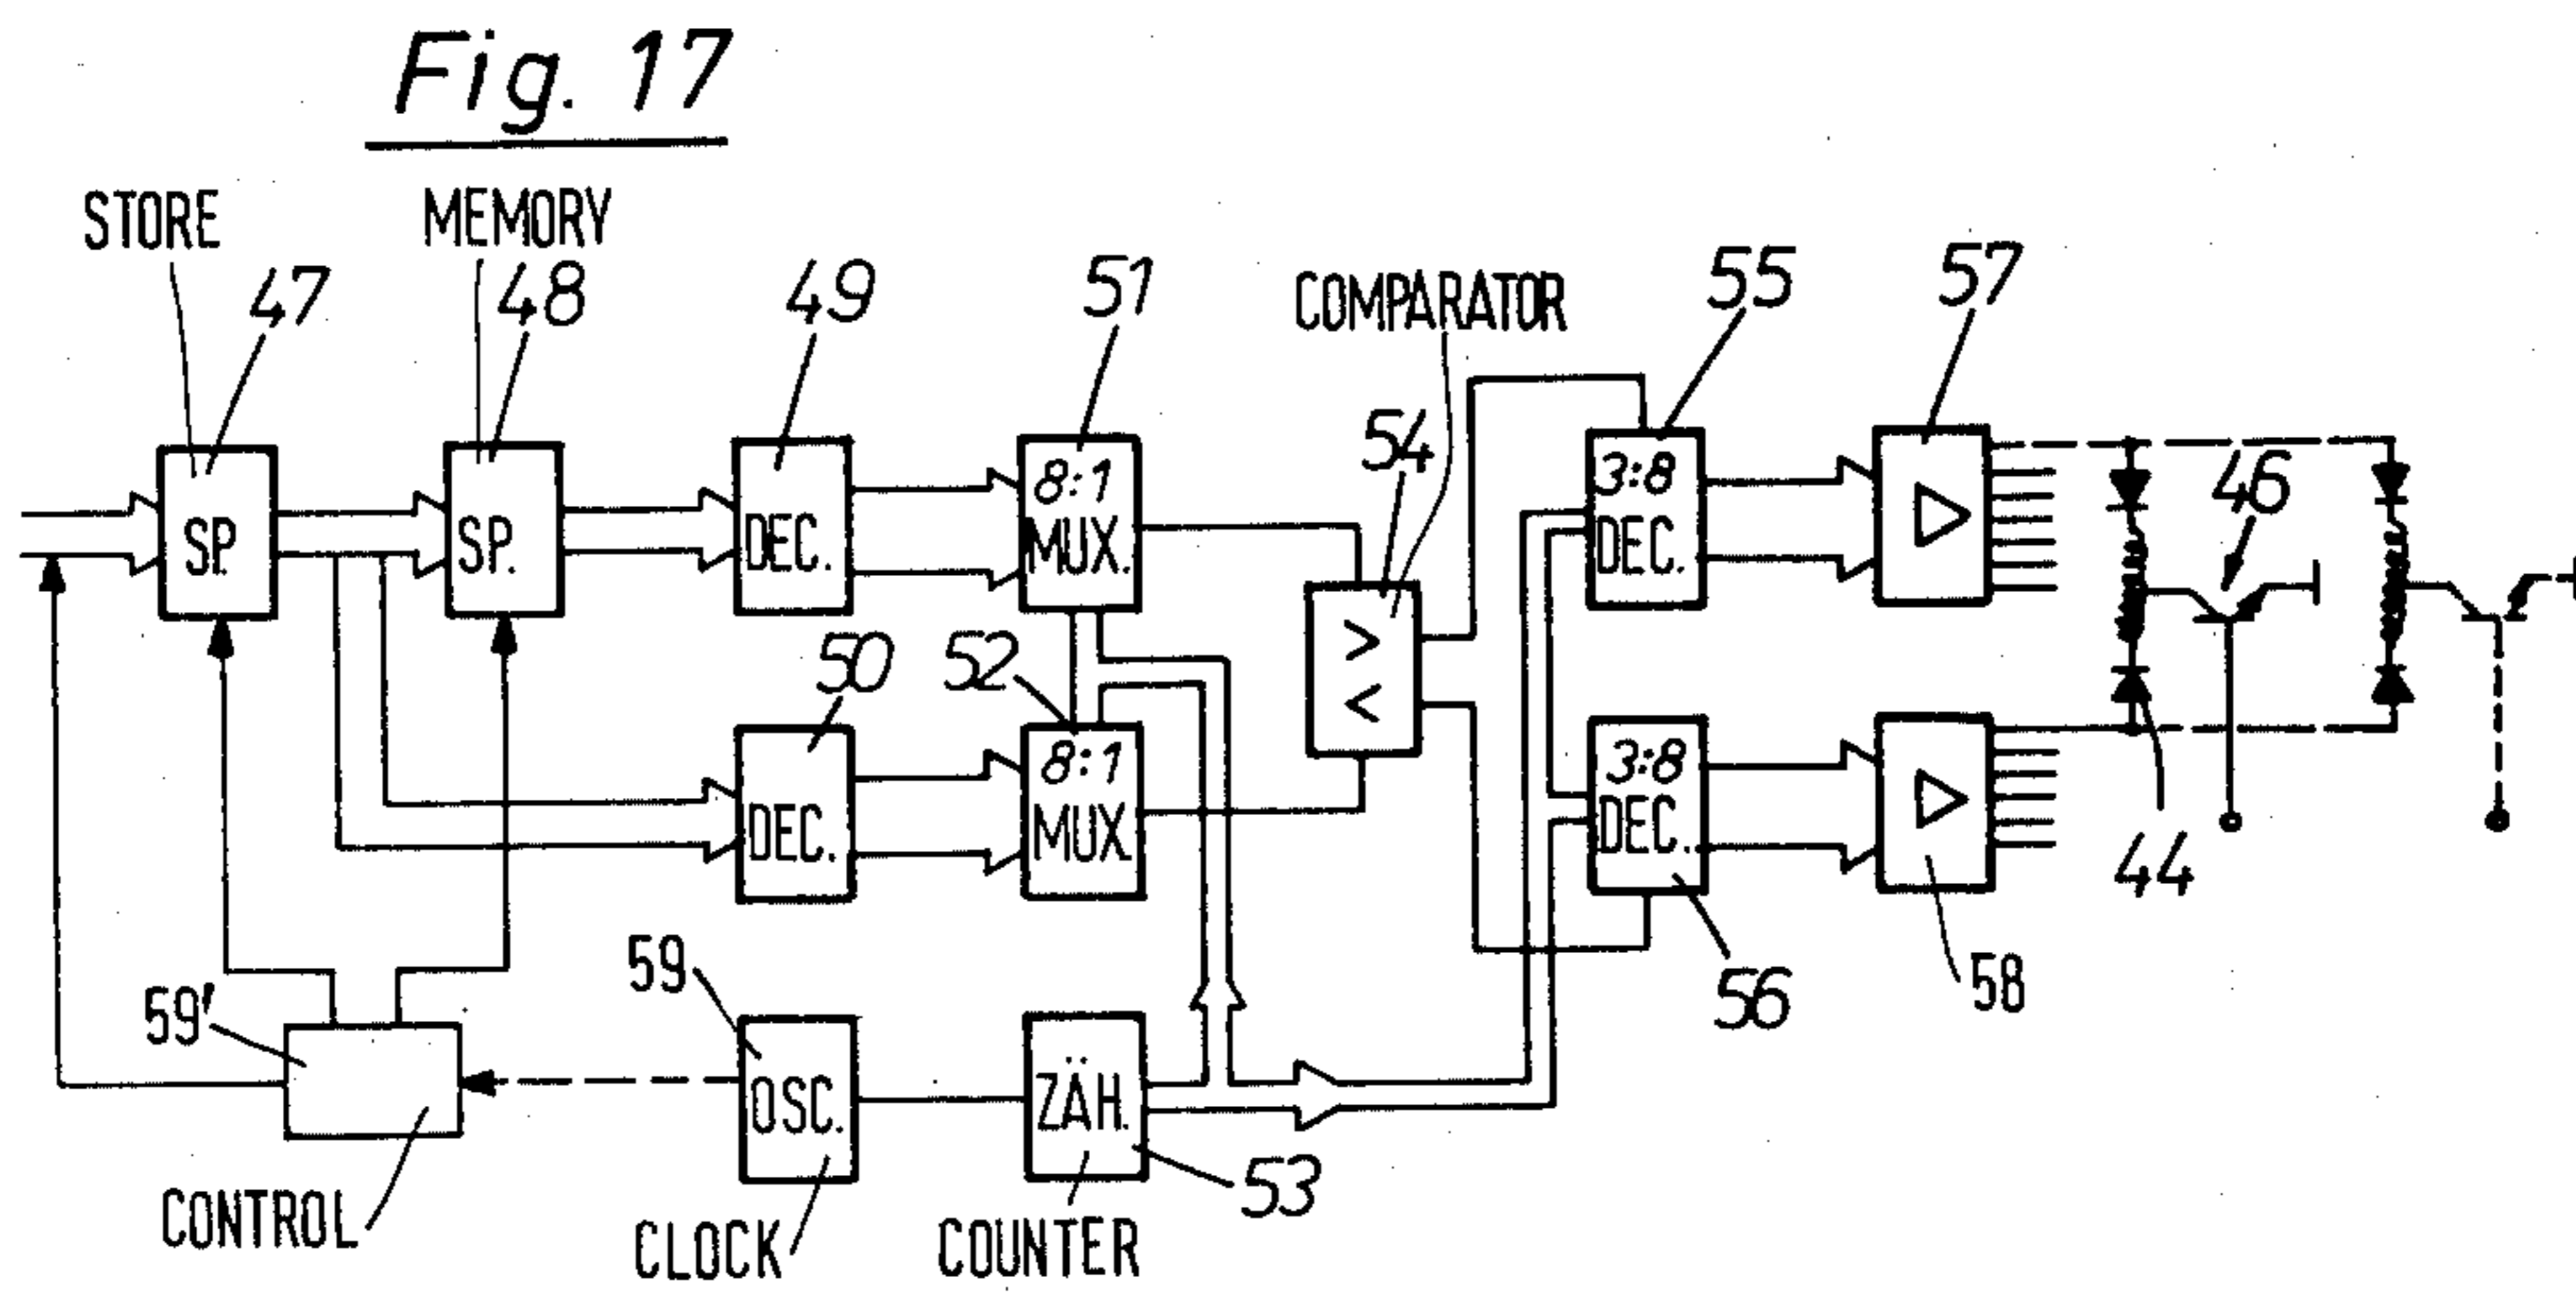 Fig. 17
STORE
MEMORY
47
48
49
51
COMPARATOR
55
57
54
46
SP.
SP.
DEC.
8:1
MUX.
3:8
DEC.
▷
>
<
50
52
DEC.
8:1
MUX.
3:8
DEC.
▷
44
59'
59
OSC.
ZÄH.
53
56
58
CONTROL
CLOCK
COUNTER